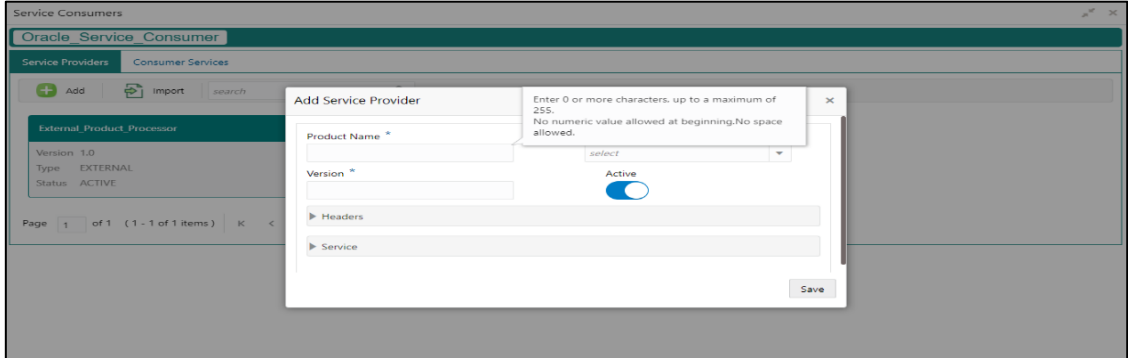 Service Consumers
Oracle_Service_Consumer
Service Providers Consumer Services
Add Import search
External_Product_Processor
Version 1.0
Type EXTERNAL
Status ACTIVE
Page 1 of 1 ( 1 - 1 of 1 items )
Add Service Provider
Enter 0 or more characters, up to a maximum of
255.
No numeric value allowed at beginning.No space
allowed.
Product Name *
select
Version * Active
Headers
Service
Save